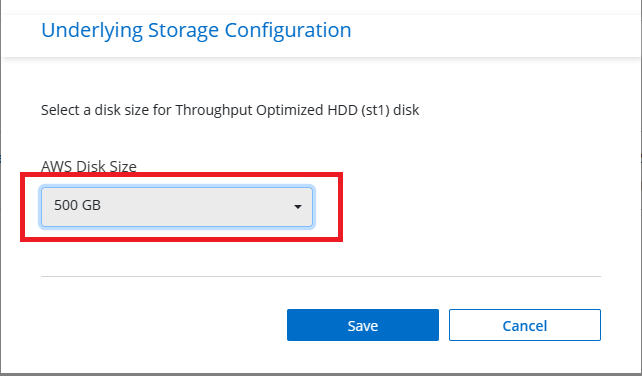 Underlying Storage Configuration
Select a disk size for Throughput Optimized HDD (st1) disk
AWS Disk Size
500 GB
Save
Cancel